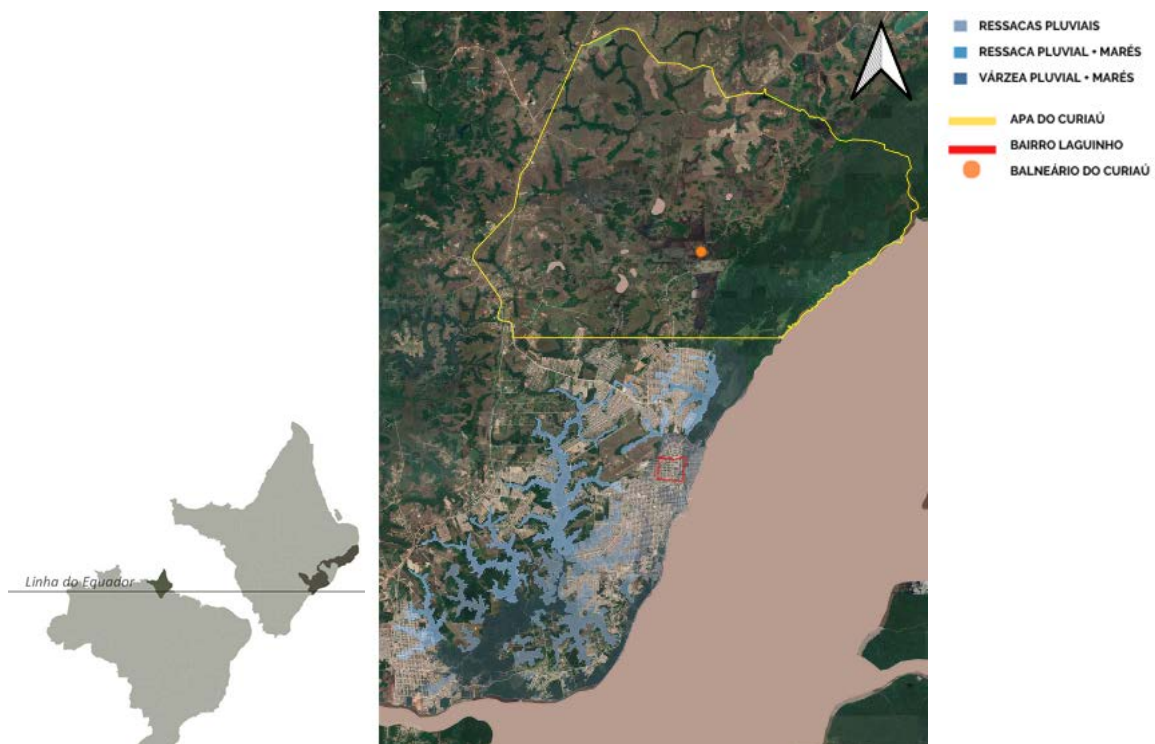 RESSACAS PLUVIAIS
RESSACA PLUVIAL + MARÉS
VÁRZEA PLUVIAL + MARÉS
APA DO CURIAÚ
BAIRRO LAGUINHO
BALNEÁRIO DO CURIAÚ
Linha do Equador